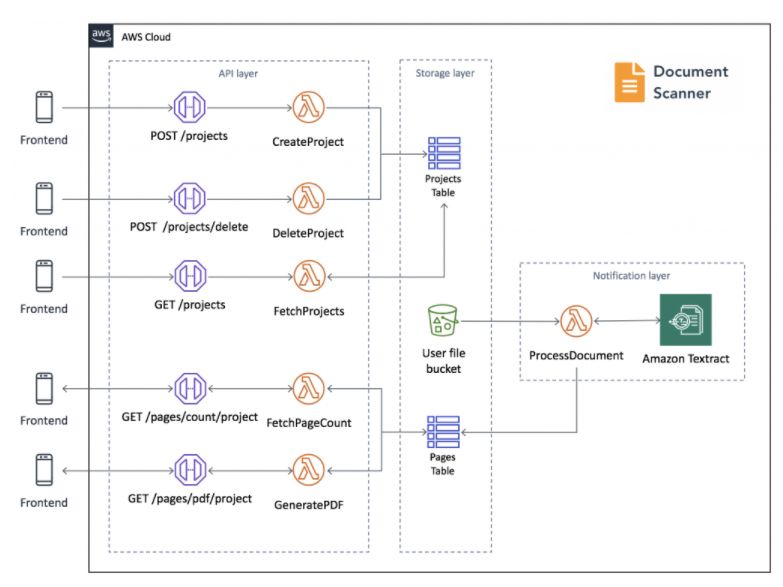 aws
AWS Cloud
API layer
Storage layer
Document
Scanner
Frontend
POST /projects
CreateProject
Projects
Table
Frontend
POST /projects/delete
DeleteProject
Notification layer
Frontend
GET /projects
FetchProjects
User file
bucket
ProcessDocument
Amazon Textract
Frontend
GET /pages/count/project
FetchPageCount
Pages
Table
Frontend
GET /pages/pdf/project
GeneratePDF